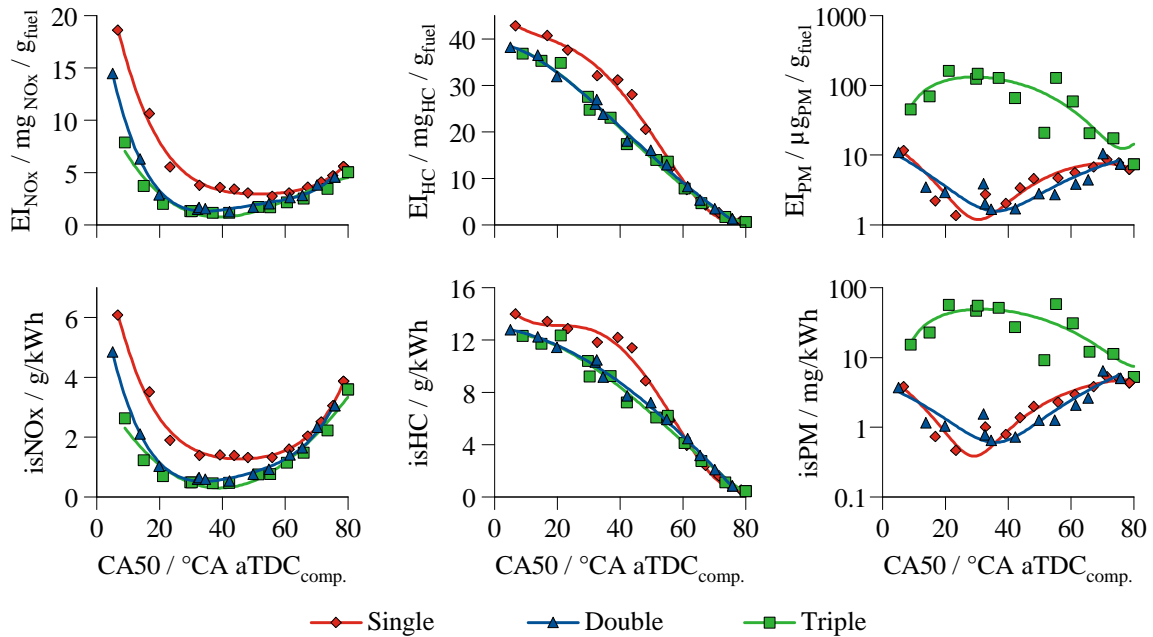 EI_NOx / mg_NOx / g_fuel
20
15
10
5
0
EI_HC / mg_HC / g_fuel
40
30
20
10
0
EI_PM / µg_PM / g_fuel
1000
100
10
1
isNOx / g/kWh
6
4
2
0
0 20 40 60 80
CA50 / °CA aTDC_comp.
isHC / g/kWh
16
12
8
4
0
0 20 40 60 80
CA50 / °CA aTDC_comp.
isPM / mg/kWh
100
10
1
0.1
0 20 40 60 80
CA50 / °CA aTDC_comp.
Single Double Triple